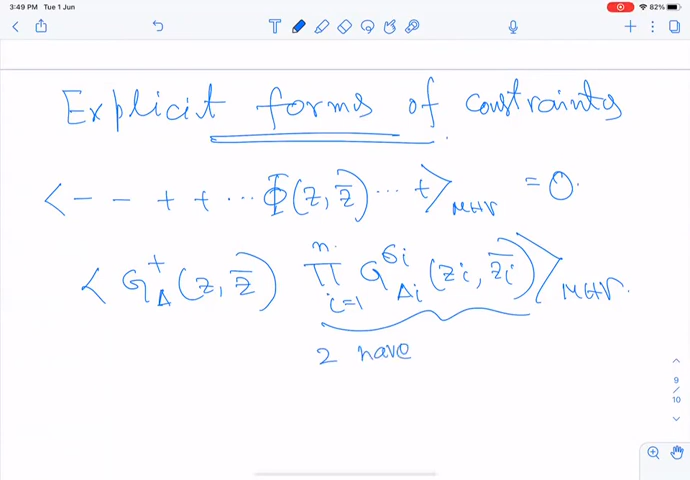 3:49 PM Tue 1 Jun
82%
Explicit forms of constraints
< - - + + ... Φ(z, z̄) ... + >_MHV = 0.
< G^+_Δ (z, z̄) ∏_{i=1}^{n} G^{σi}_{Δi} (zi, z̄i) >_MHV.
2 have
9
/
10